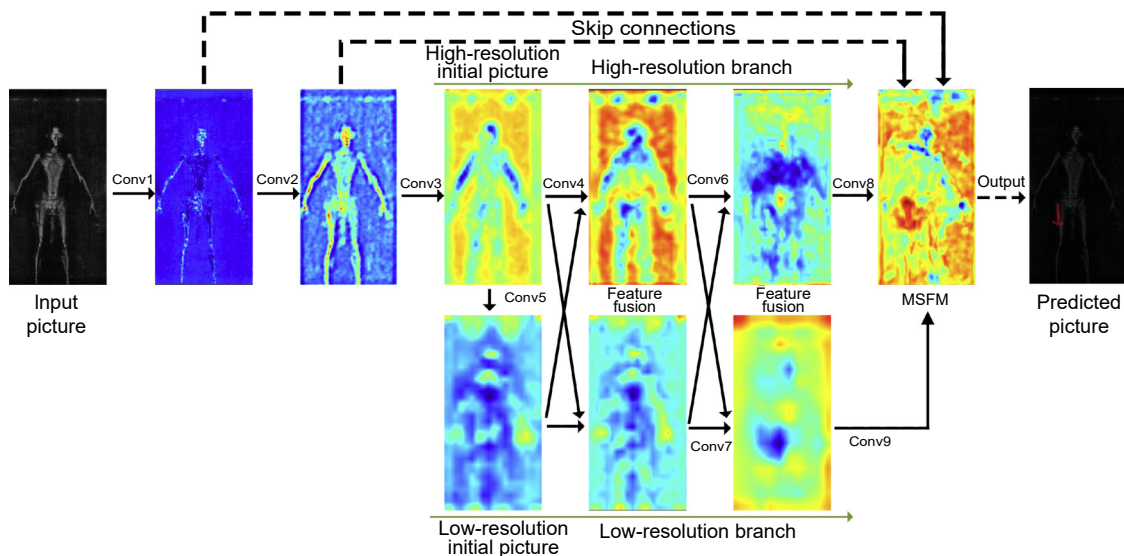 Skip connections
High-resolution
initial picture
High-resolution branch
Conv1
Conv2
Conv3
Conv4
Conv6
Conv8
Output
Input
picture
Conv5
Feature
fusion
Feature
fusion
MSFM
Predicted
picture
Conv7
Conv9
Low-resolution
initial picture
Low-resolution branch